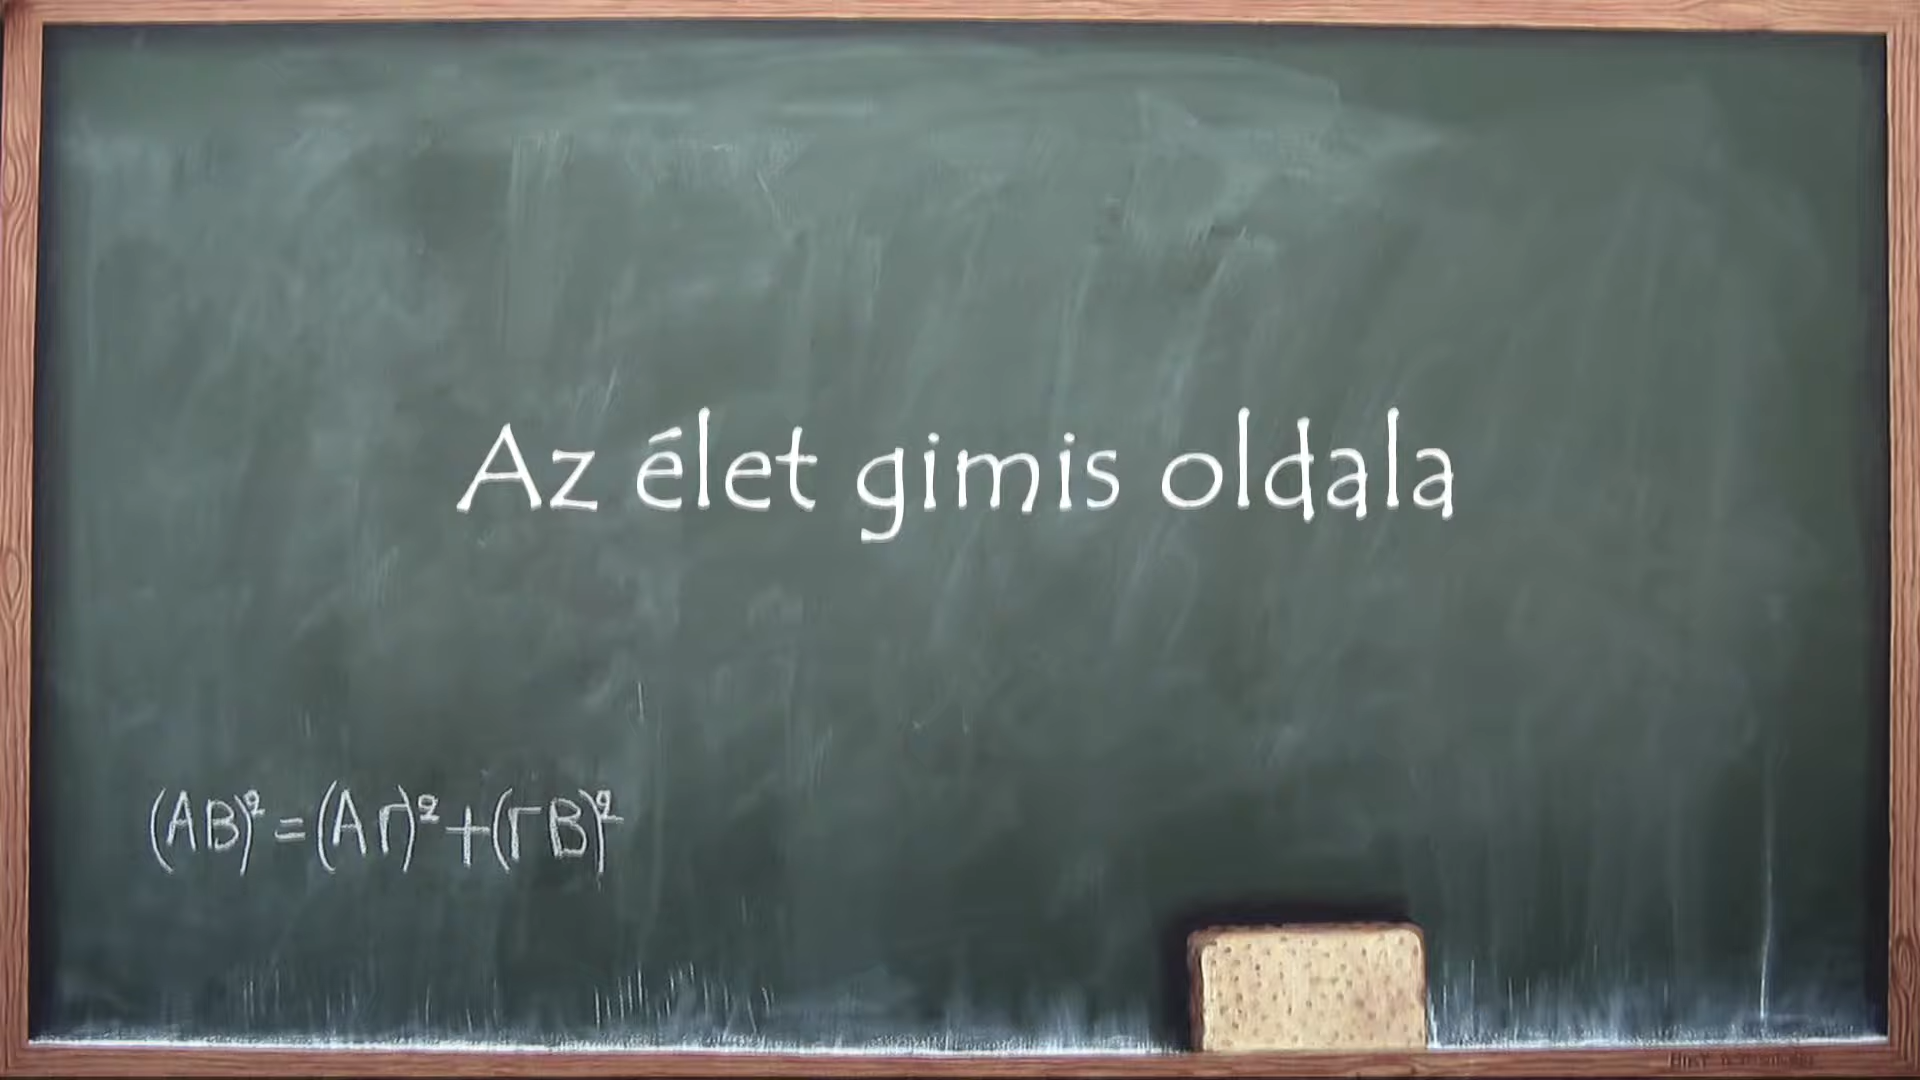 Az élet gimis oldala
(AB)² = (AΓ)² + (ΓB)²